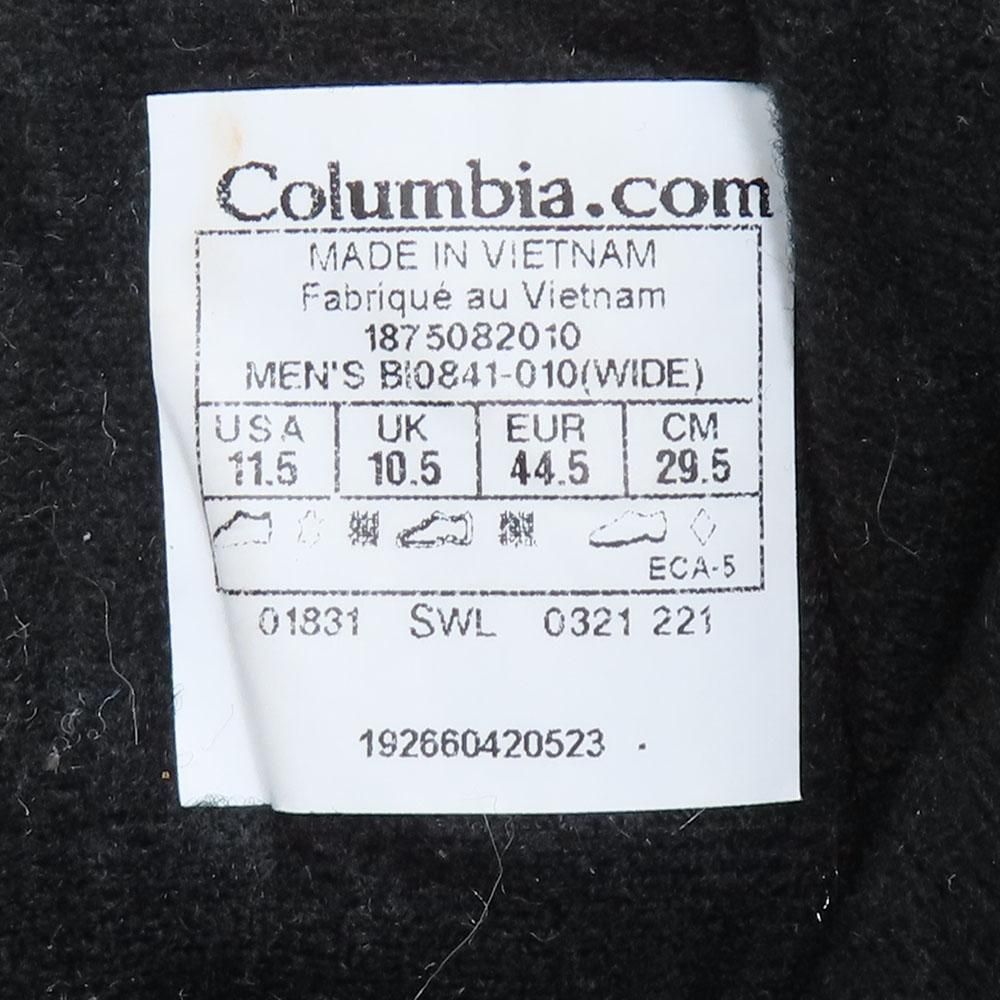 Columbia.com
MADE IN VIETNAM
Fabriqué au Vietnam
1875082010
MEN'S BI0841-010(WIDE)
USA UK EUR CM
11.5 10.5 44.5 29.5
ECA-5
01831 SWL 0321 221
192660420523